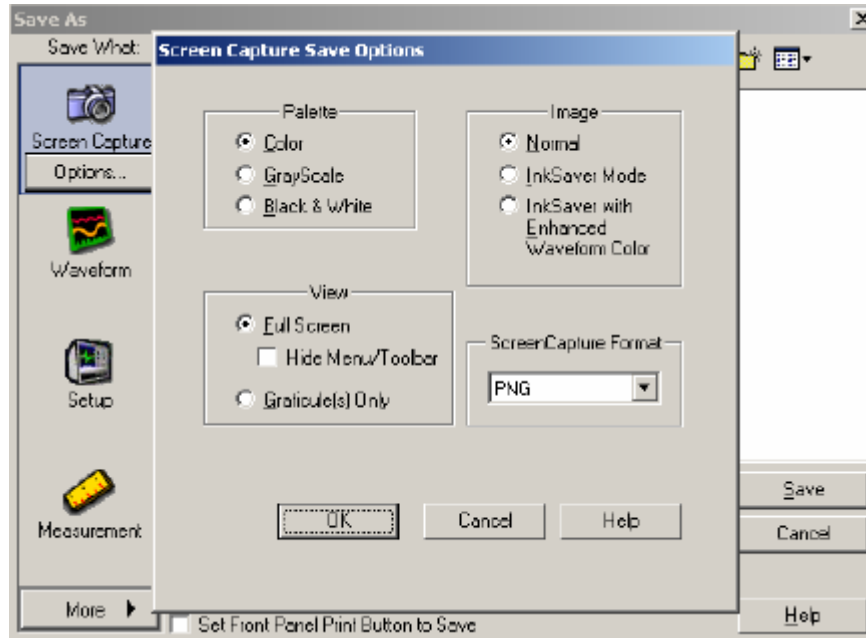 Save As
Save What:
Screen Capture
Options...
Waveform
Setup
Measurement
More
Screen Capture Save Options
Palette
Color
GrayScale
Black & White
Image
Normal
InkSaver Mode
InkSaver with
Enhanced
Waveform Color
View
Full Screen
Hide Menu/Toolbar
Graticule(s) Only
ScreenCapture Format
PNG
OK
Cancel
Help
Save
Cancel
Help
Set Front Panel Print Button to Save